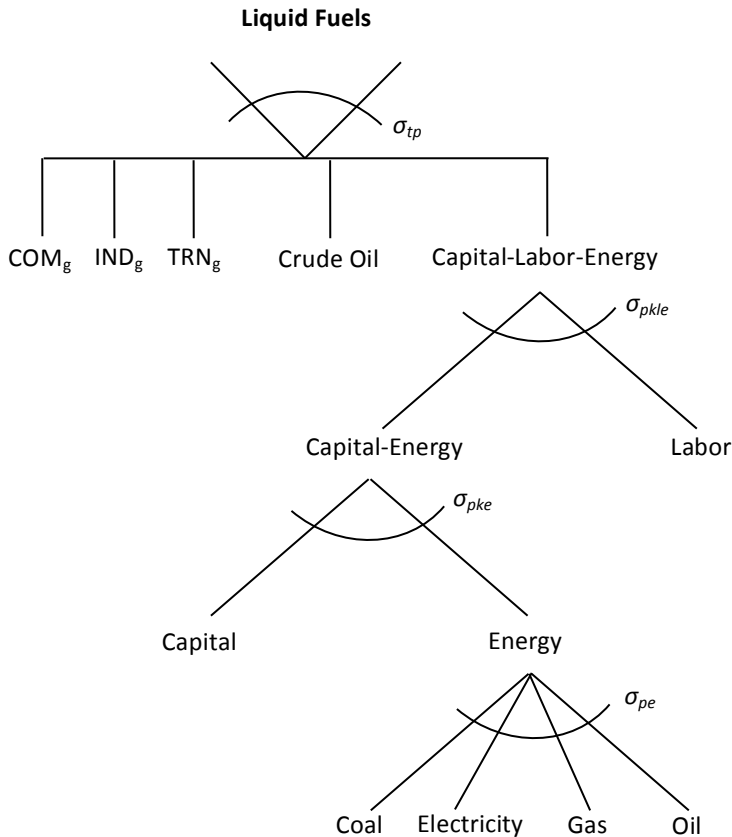 Liquid Fuels
σtp
COMg INDg TRNg Crude Oil Capital-Labor-Energy
σpkle
Capital-Energy Labor
σpke
Capital Energy
σpe
Coal Electricity Gas Oil